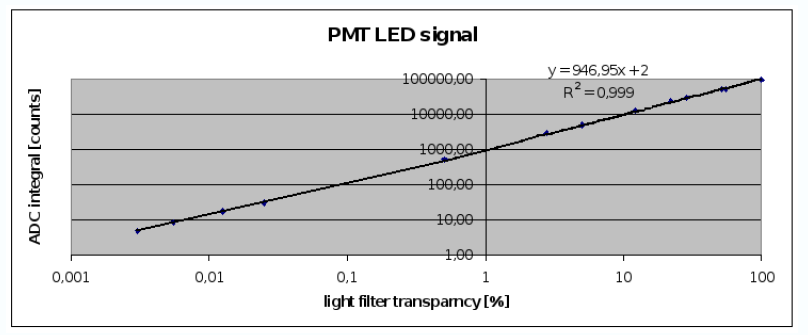 PMT LED signal
y = 946,95x + 2
R² = 0,999
100000,00
10000,00
1000,00
100,00
10,00
1,00
ADC integral [counts]
0,001 0,01 0,1 1 10 100
light filter transparncy [%]